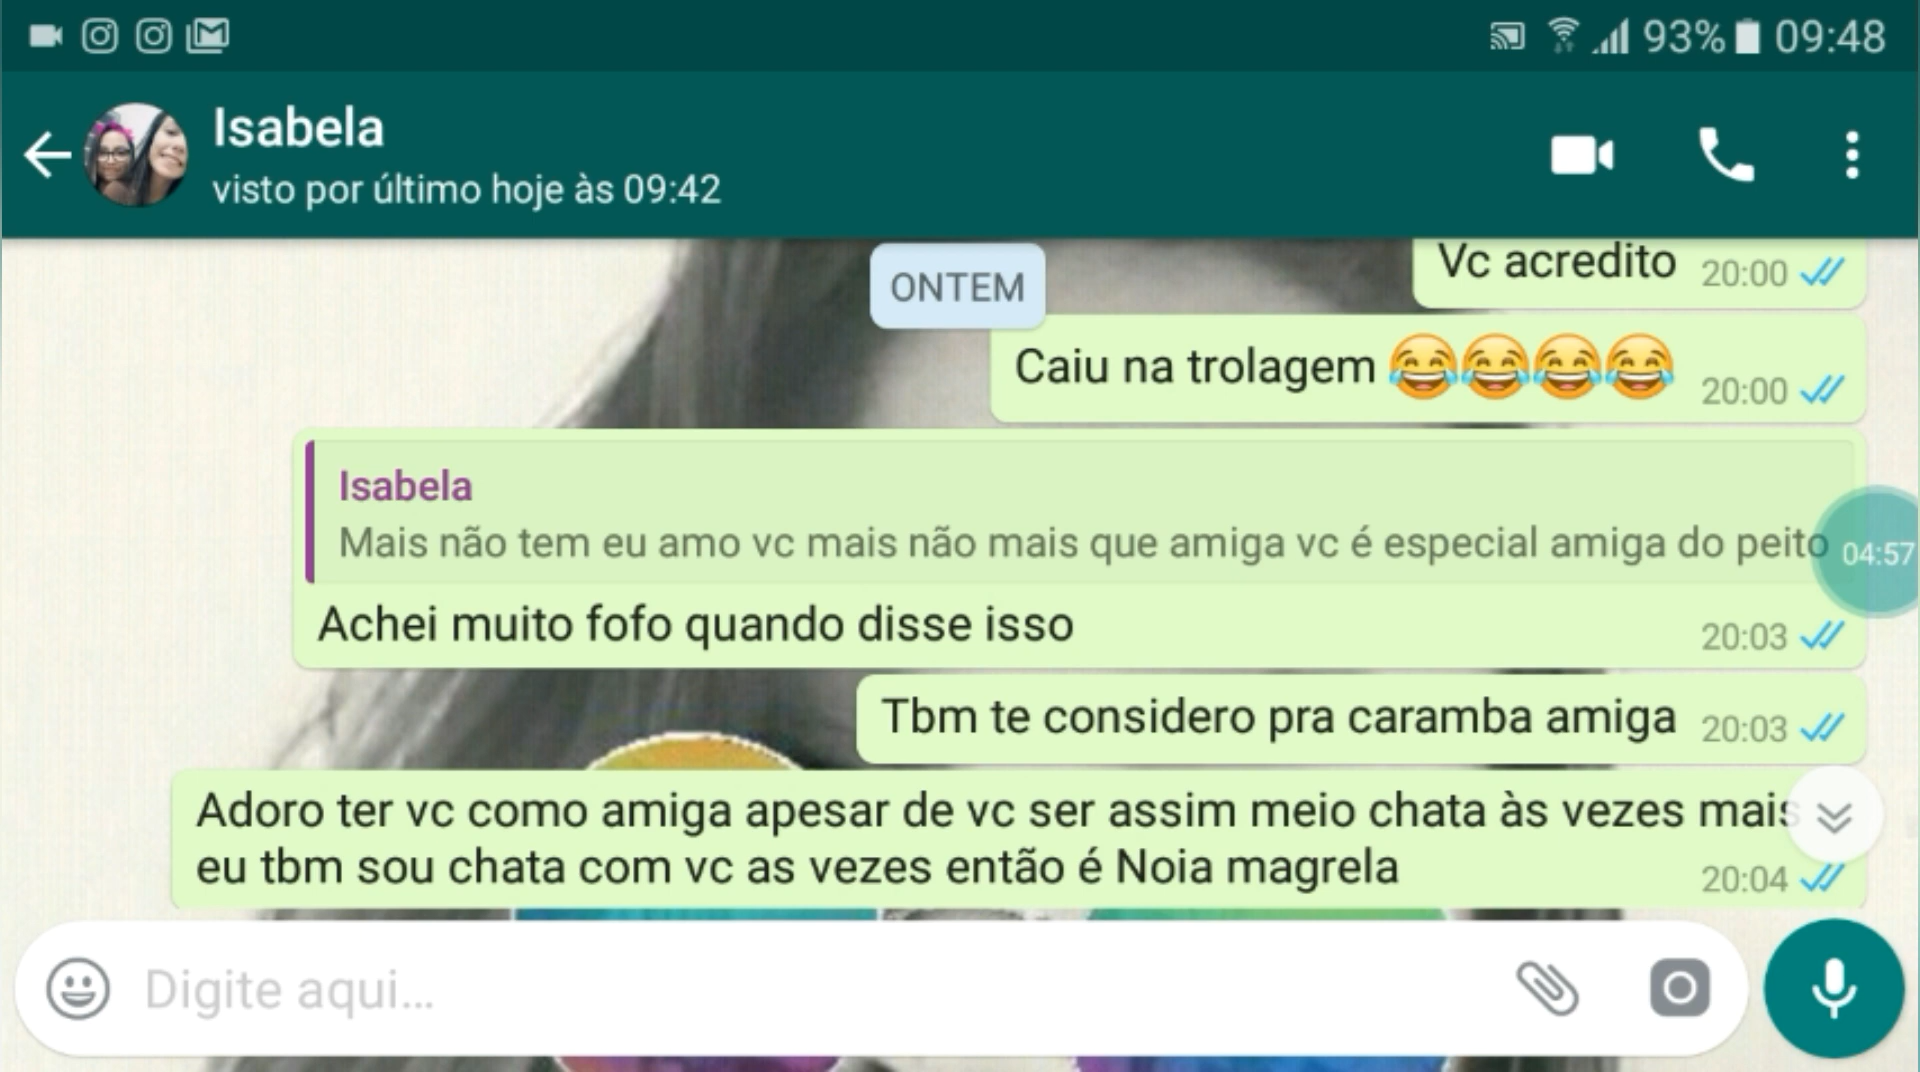 93% 09:48
Isabela
visto por último hoje às 09:42
ONTEM
Vc acredito 20:00
Caiu na trolagem 😂😂😂😂 20:00
Isabela
Mais não tem eu amo vc mais não mais que amiga vc é especial amiga do peito
04:57
Achei muito fofo quando disse isso 20:03
Tbm te considero pra caramba amiga 20:03
Adoro ter vc como amiga apesar de vc ser assim meio chata às vezes mais
eu tbm sou chata com vc as vezes então é Noia magrela 20:04
Digite aqui...